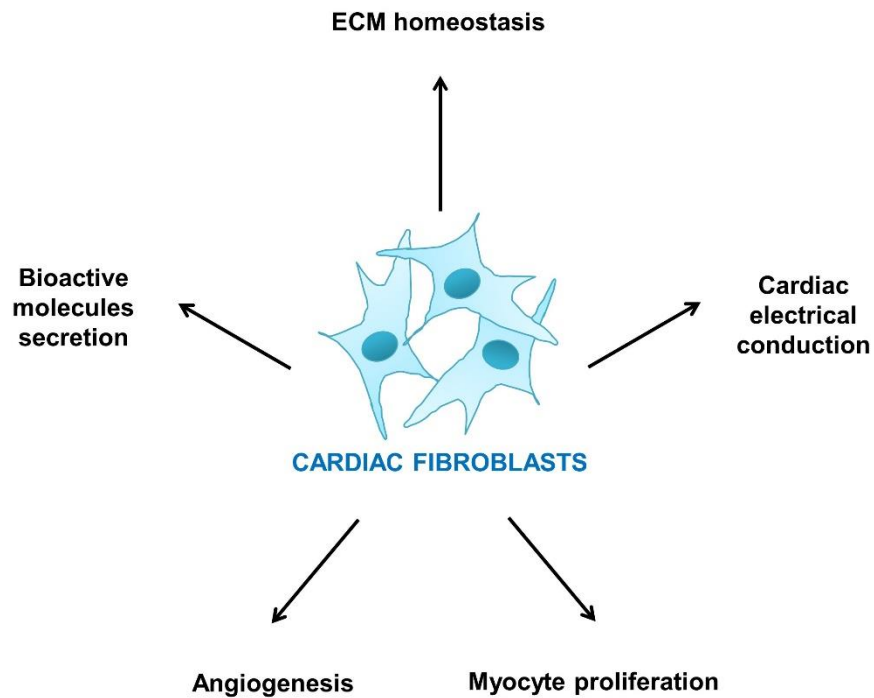 ECM homeostasis
Bioactive
molecules
secretion
Cardiac
electrical
conduction
CARDIAC FIBROBLASTS
Angiogenesis
Myocyte proliferation